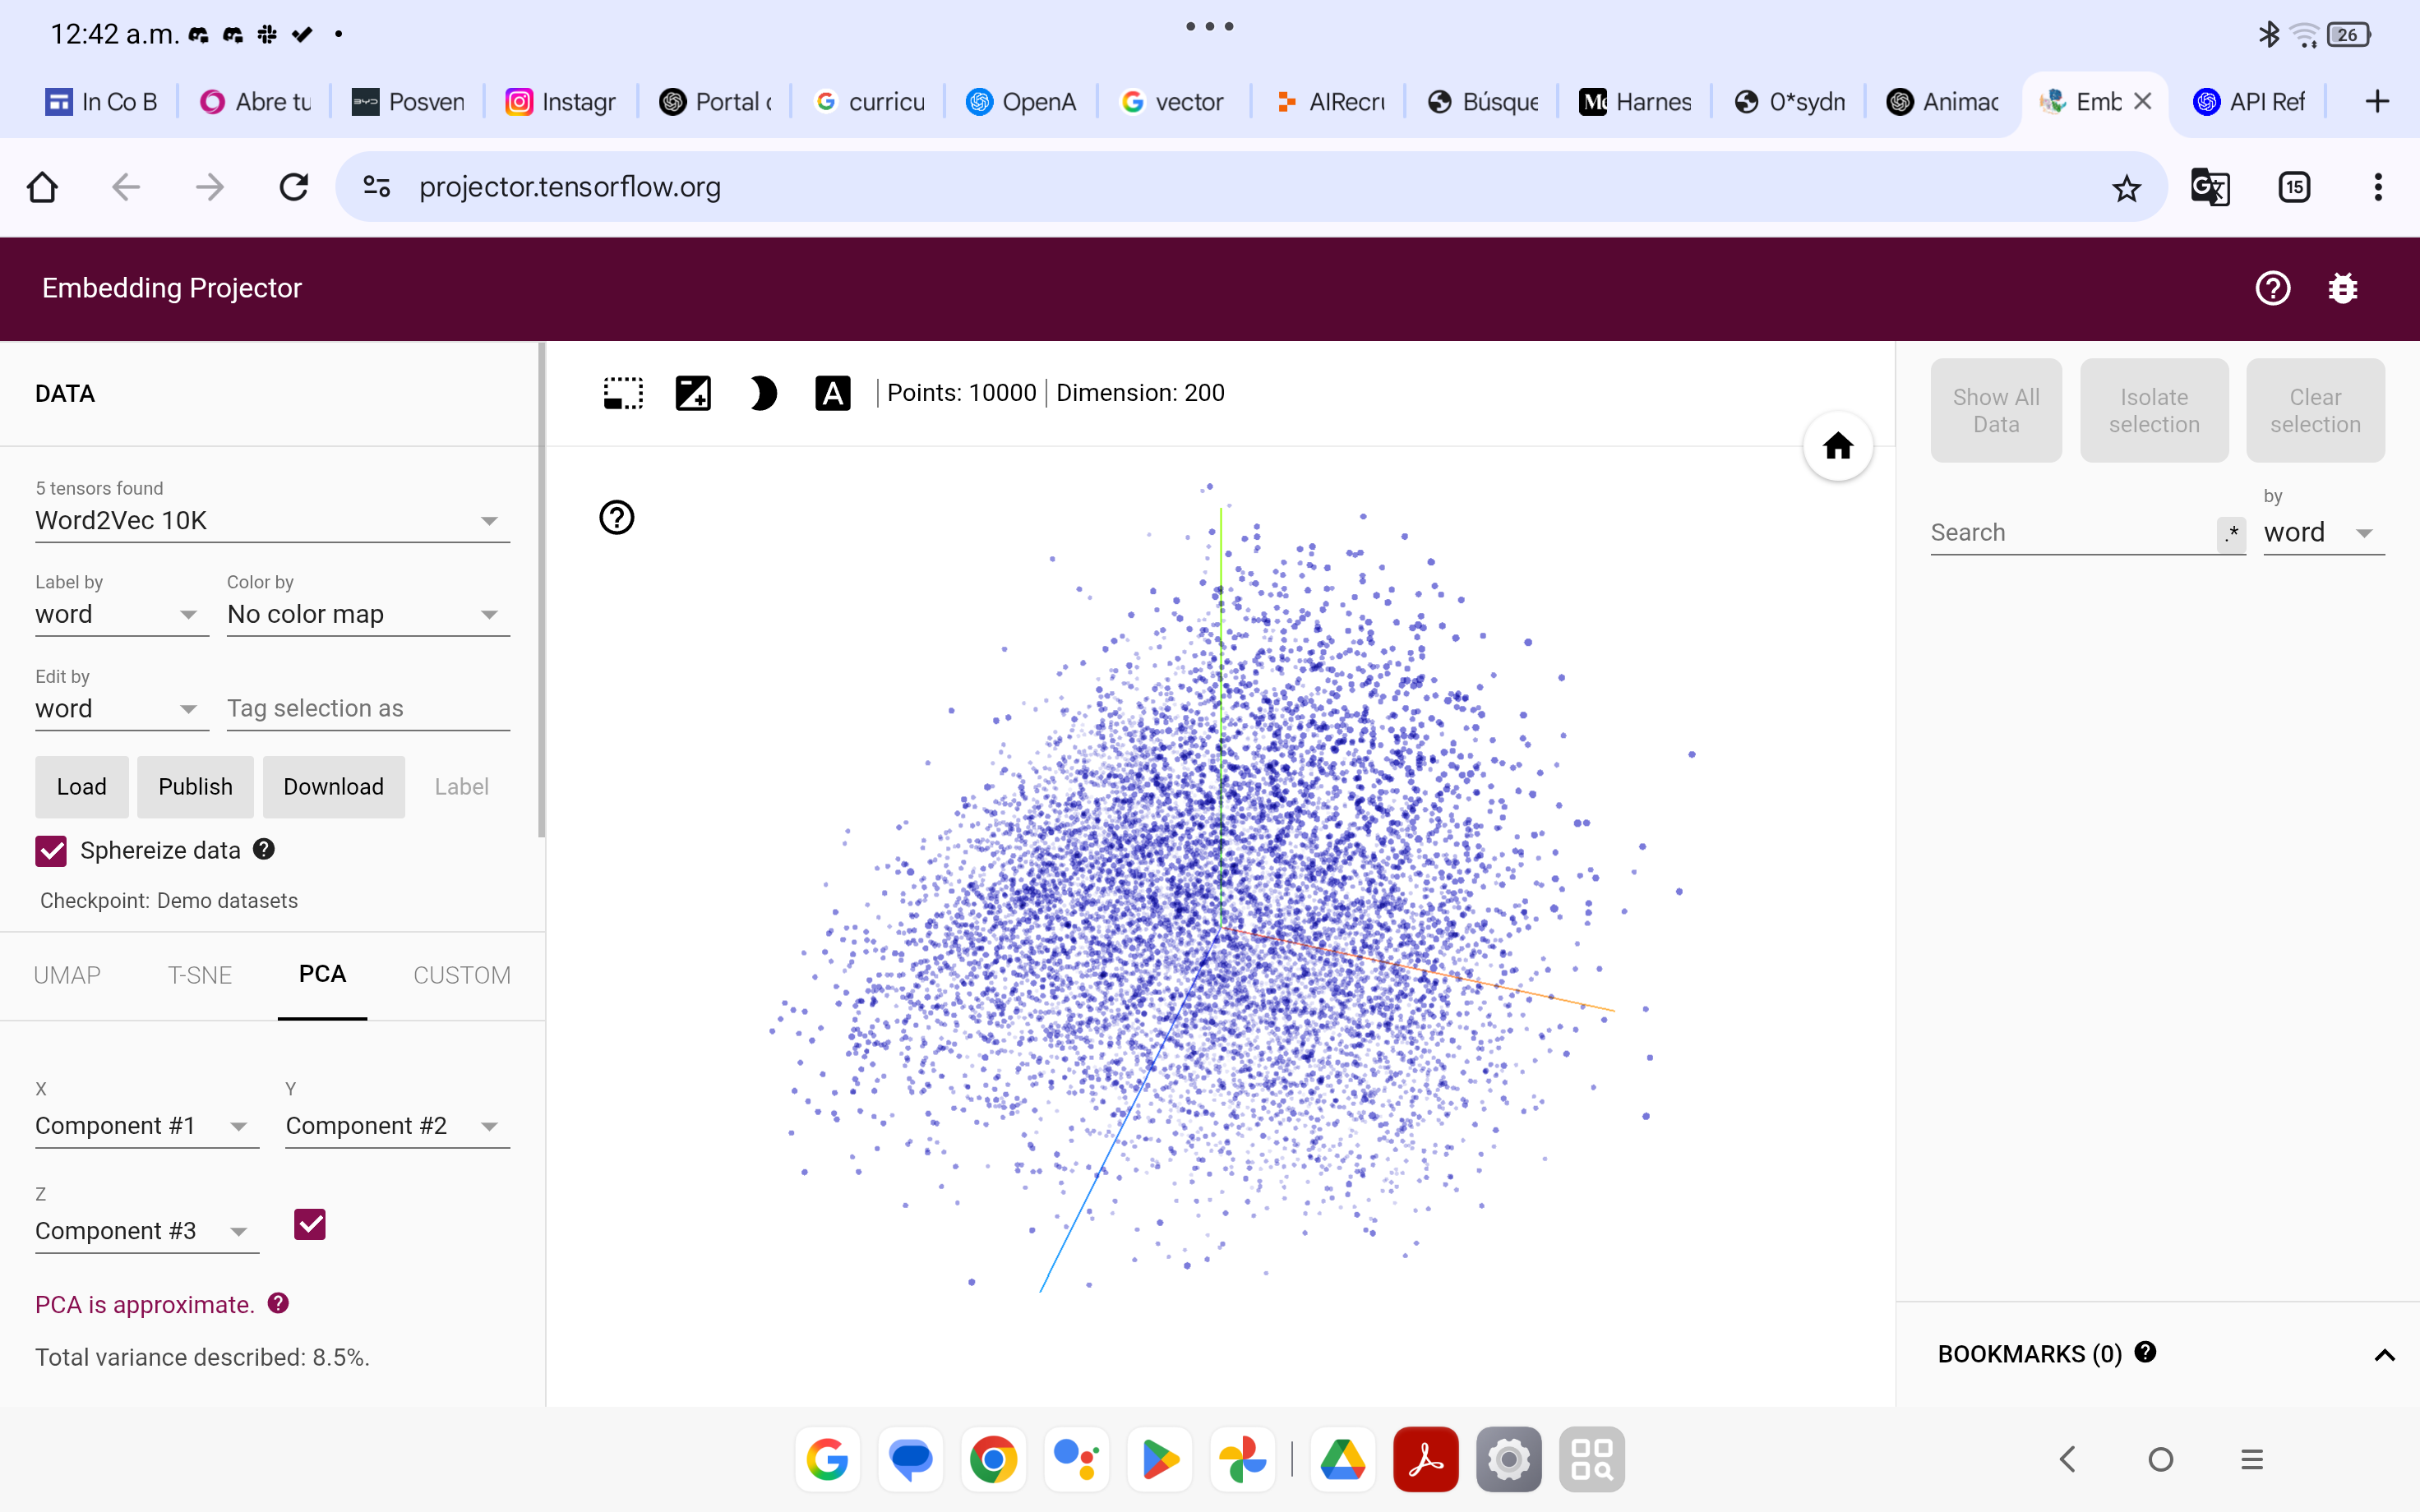 12:42 a.m.
26
In Co B
Abre tu
BYD Posven
Instagr
Portal
curricu
OpenA
vector
AIRecru
Búsque
Harnes
0*sydn
Animac
Emb
API Ref
projector.tensorflow.org
15
Embedding Projector
DATA
5 tensors found
Word2Vec 10K
Label by
Color by
word
No color map
Edit by
word
Tag selection as
Load
Publish
Download
Label
Sphereize data
Checkpoint: Demo datasets
UMAP
T-SNE
PCA
CUSTOM
X
Y
Component #1
Component #2
Z
Component #3
PCA is approximate.
Total variance described: 8.5%.
A
Points: 10000
Dimension: 200
Show All
Data
Isolate
selection
Clear
selection
by
Search
.*
word
BOOKMARKS (0)